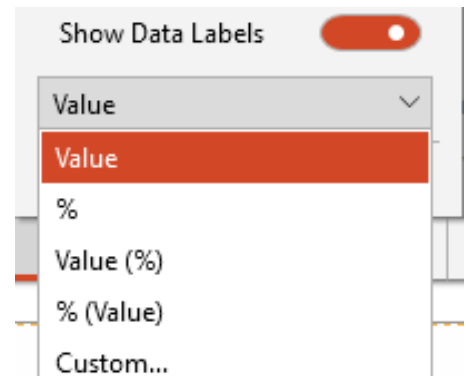 Show Data Labels
Value
Value
%
Value (%)
% (Value)
Custom...